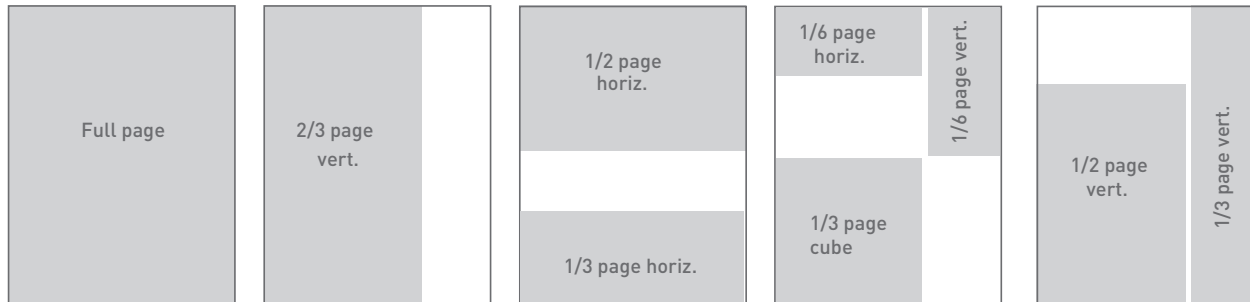 Full page
2/3 page
vert.
1/2 page
horiz.
1/3 page horiz.
1/6 page
horiz.
1/6 page vert.
1/3 page
cube
1/2 page
vert.
1/3 page vert.